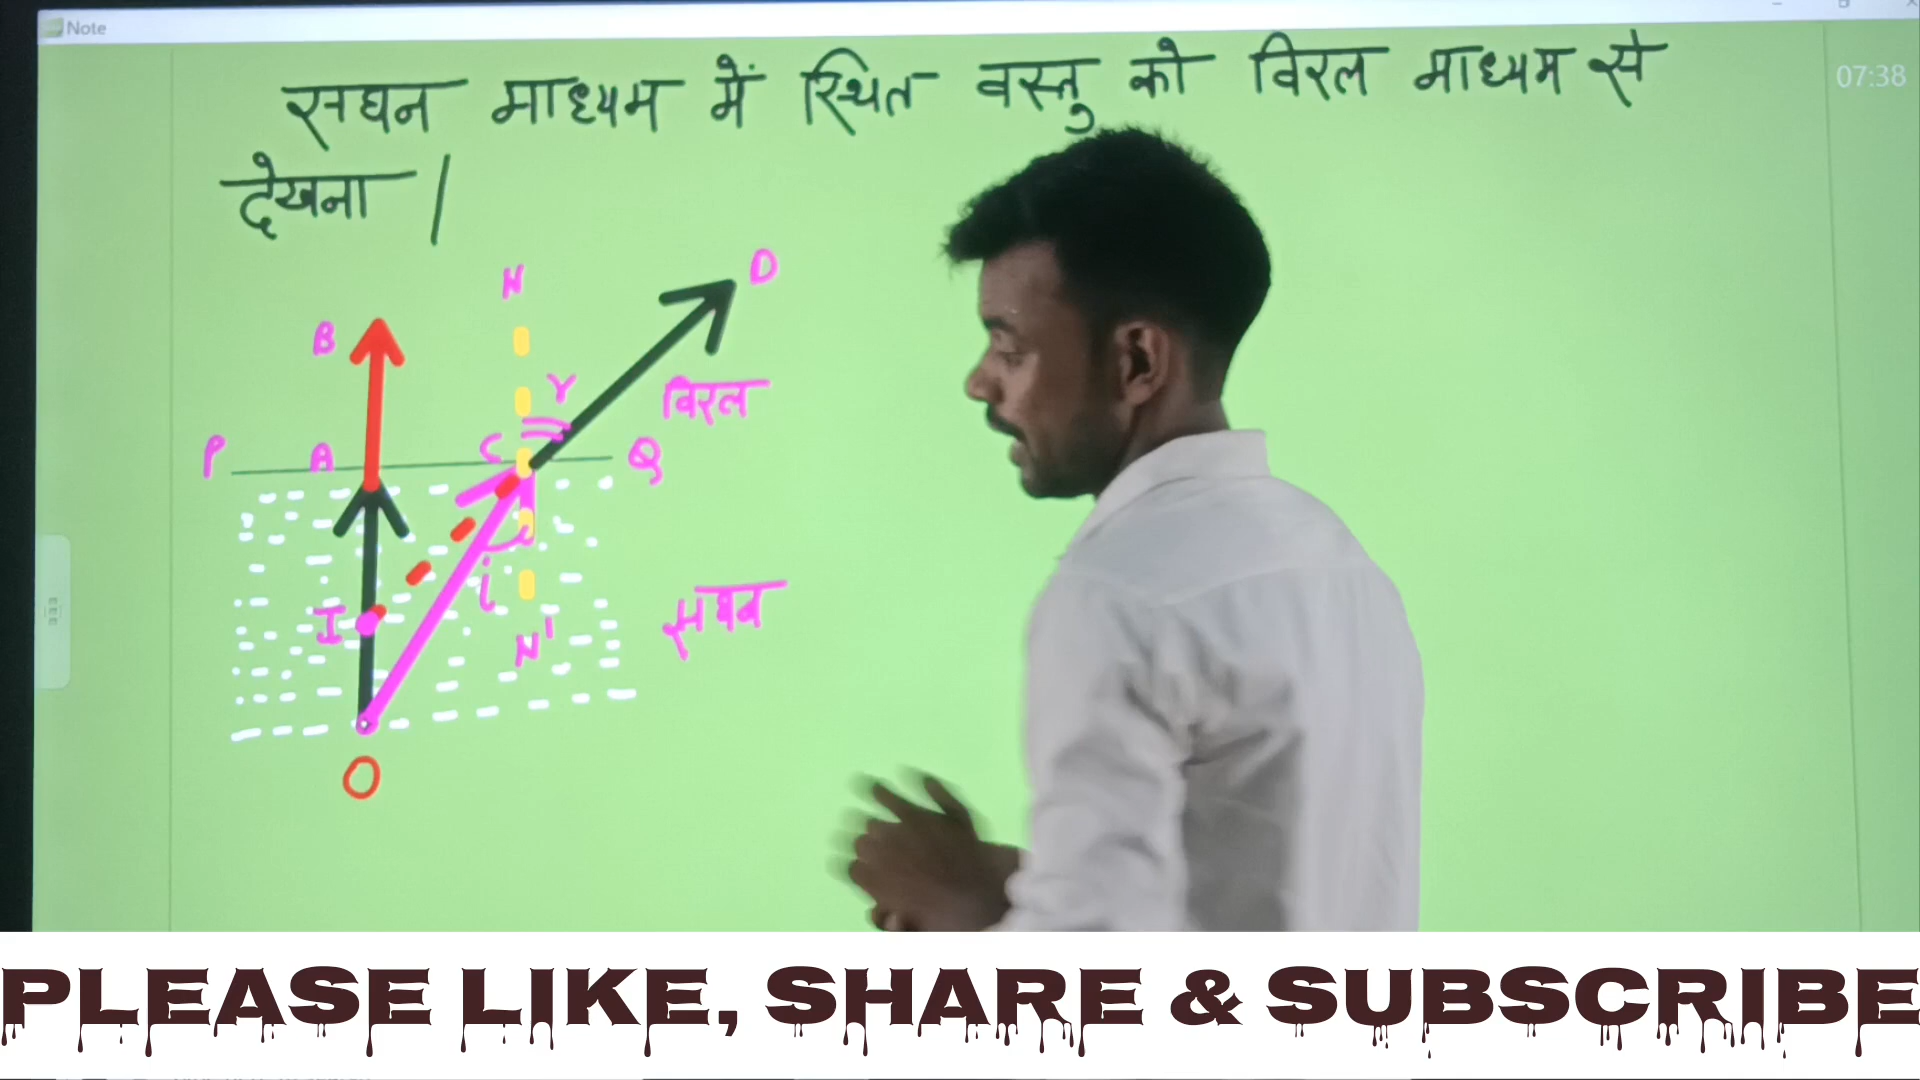 Note
07:38
सघन माध्यम में स्थित वस्तु को विरल माध्यम से
देखना |
N
D
B
r
विरल
P
A
C
Q
i
I
N'
सघन
O
PLEASE LIKE, SHARE & SUBSCRIBE